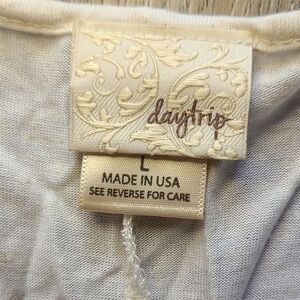 daytrip
L
MADE IN USA
SEE REVERSE FOR CARE